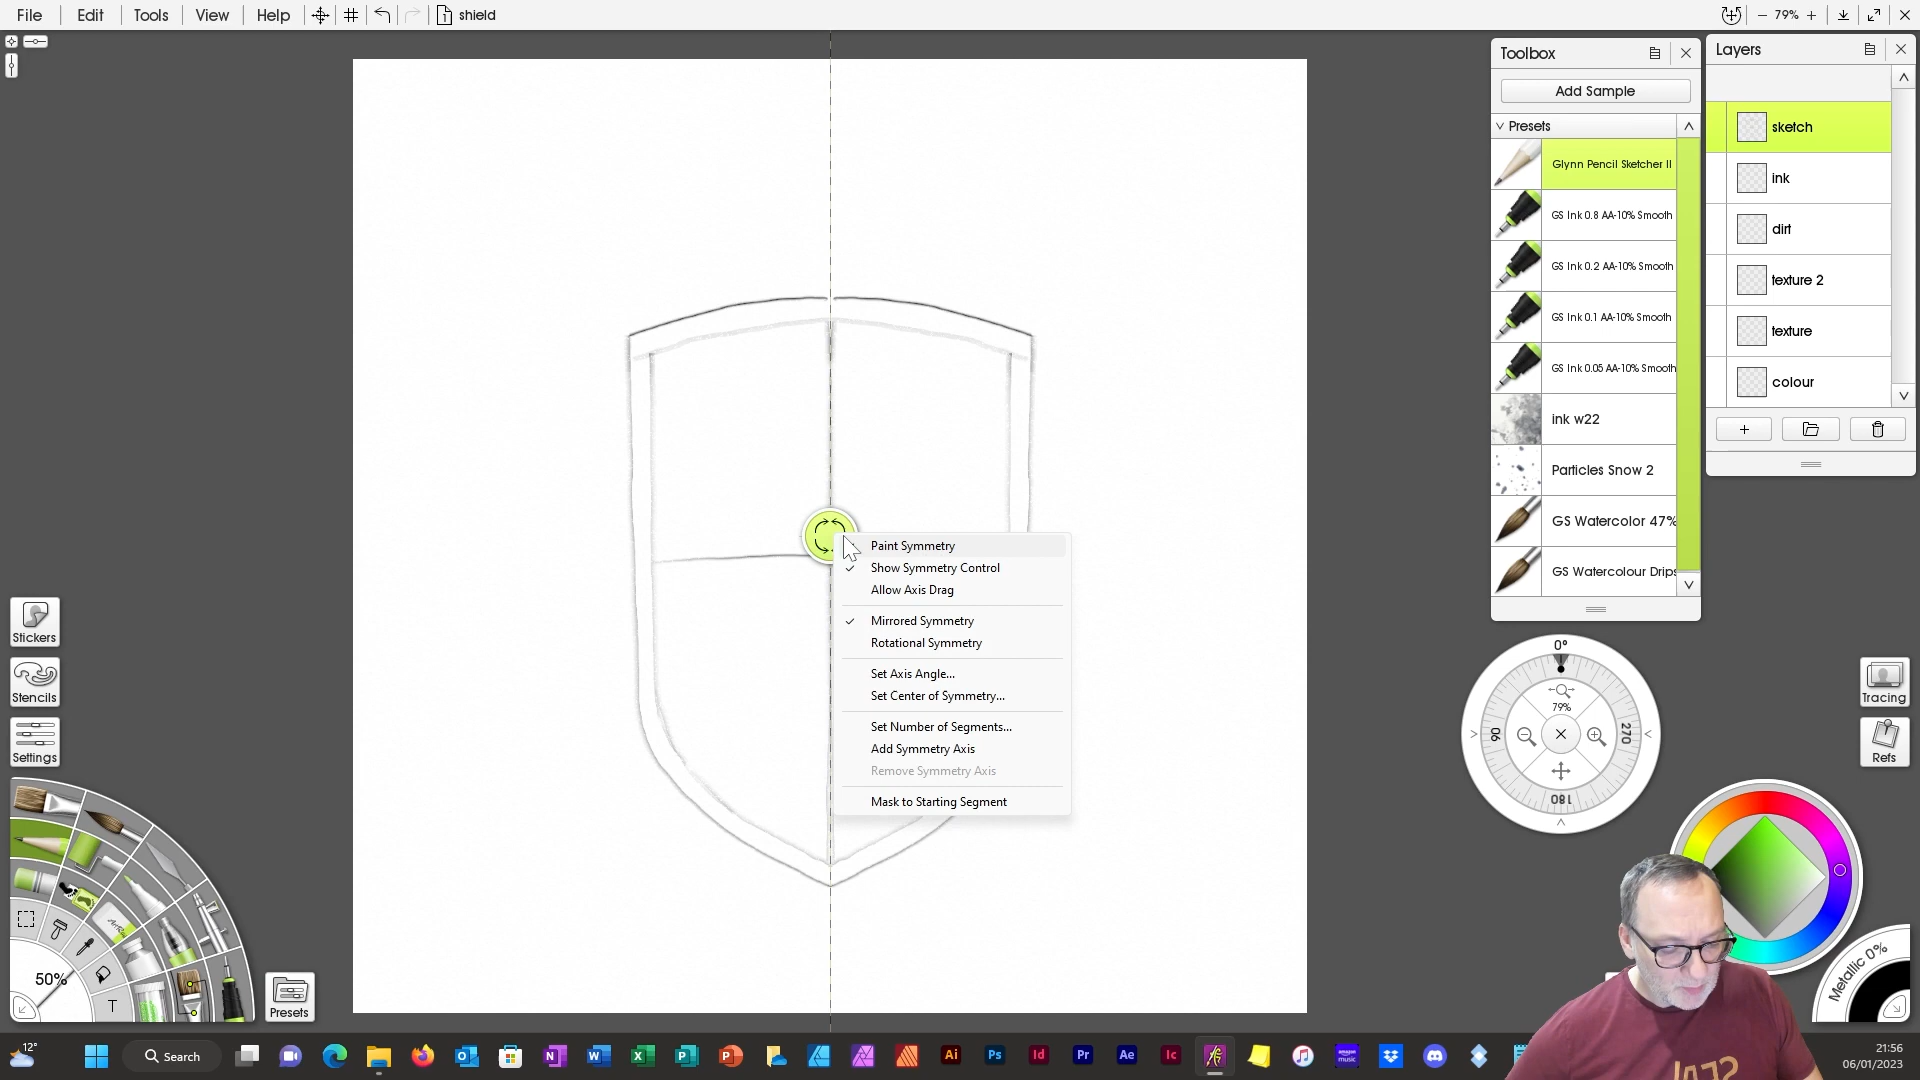 File Edit Tools View Help shield
79%
Toolbox
Add Sample
Presets
Glynn Pencil Sketcher II
GS Ink 0.8 AA-10% Smooth
GS Ink 0.2 AA-10% Smooth
GS Ink 0.1 AA-10% Smooth
GS Ink 0.05 AA-10% Smooth
ink w22
Particles Snow 2
GS Watercolor 47%
GS Watercolour Drips
Layers
sketch
ink
dirt
texture 2
texture
colour
Paint Symmetry
Show Symmetry Control
Allow Axis Drag
Mirrored Symmetry
Rotational Symmetry
Set Axis Angle...
Set Center of Symmetry...
Set Number of Segments...
Add Symmetry Axis
Remove Symmetry Axis
Mask to Starting Segment
Stickers
Stencils
Settings
50%
T
Presets
0°
79%
90
270
180
Tracing
Refs
Metallic 0%
12°
Search
Ai Ps Id Pr Ae Ic
21:56
06/01/2023